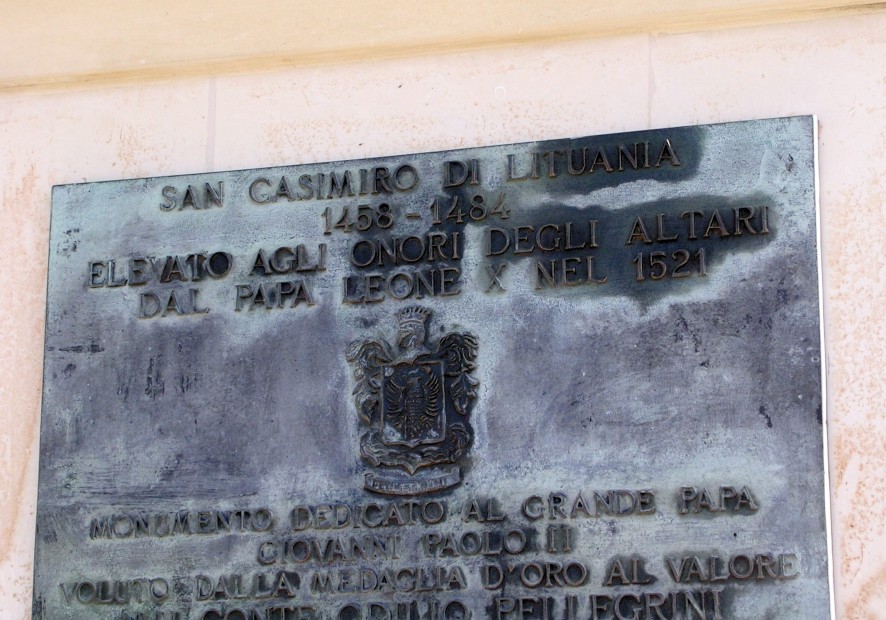 SAN CASIMIRO DI LITUANIA
1458-1484
ELEVATO AGLI ONORI DEGLI ALTARI
DAL PAPA LEONE X NEL 1521
MONUMENTO DEDICATO AL GRANDE PAPA
GIOVANNI PAOLO II
VOLUTO DALLA MEDAGLIA D'ORO AL VALORE
CONTE PELLEGRINI